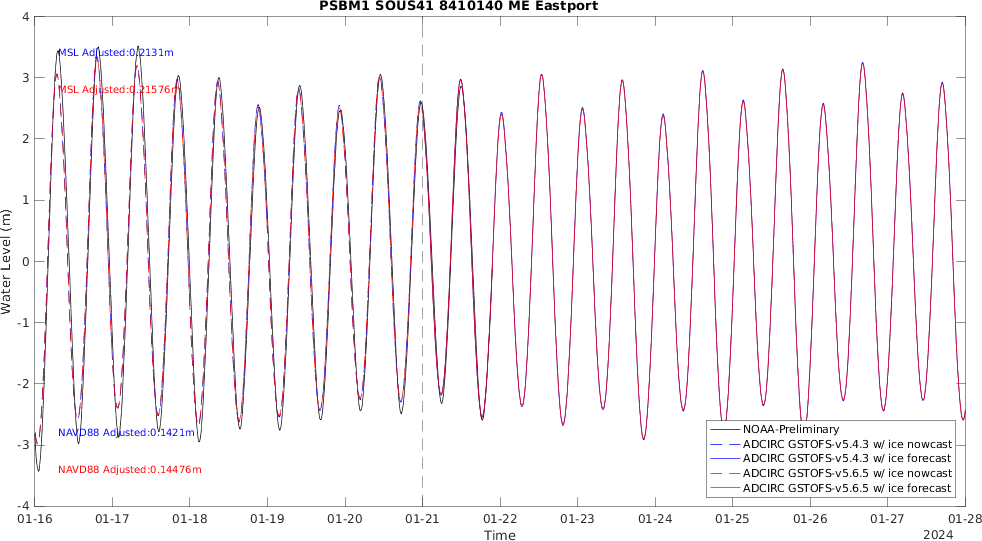 PSBM1 SOUS41 8410140 ME Eastport
4
3
2
1
0
-1
-2
-3
-4
Water Level (m)
MSL Adjusted:0.2131m
MSL Adjusted:0.21576m
NAVD88 Adjusted:0.1421m
NAVD88 Adjusted:0.14476m
NOAA-Preliminary
ADCIRC GSTOFS-v5.4.3 w/ ice nowcast
ADCIRC GSTOFS-v5.4.3 w/ ice forecast
ADCIRC GSTOFS-v5.6.5 w/ ice nowcast
ADCIRC GSTOFS-v5.6.5 w/ ice forecast
01-16 01-17 01-18 01-19 01-20 01-21 01-22 01-23 01-24 01-25 01-26 01-27 01-28
Time
2024